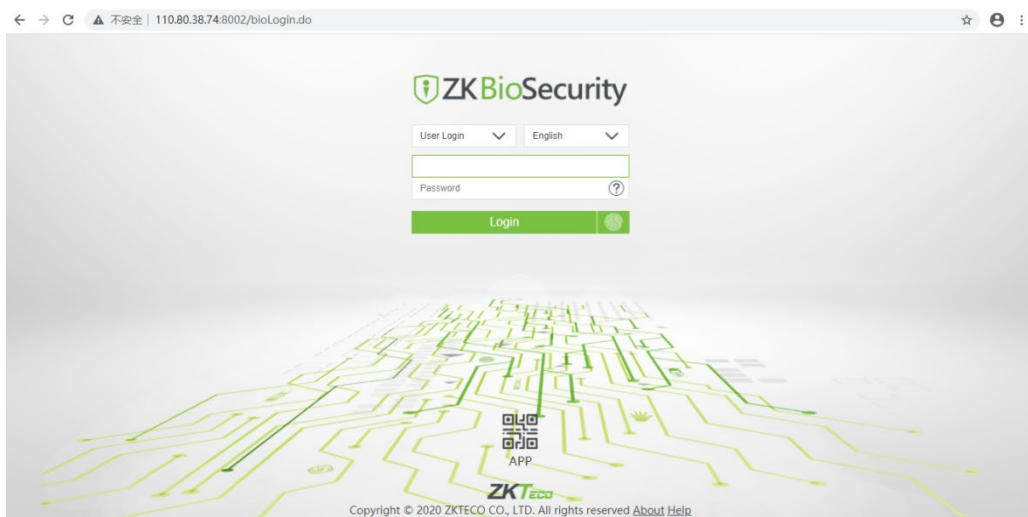 不安全 | 110.80.38.74:8002/bioLogin.do
ZKBioSecurity
User Login English
Password
Login
APP
ZKTECO
Copyright © 2020 ZKTECO CO., LTD. All rights reserved About Help